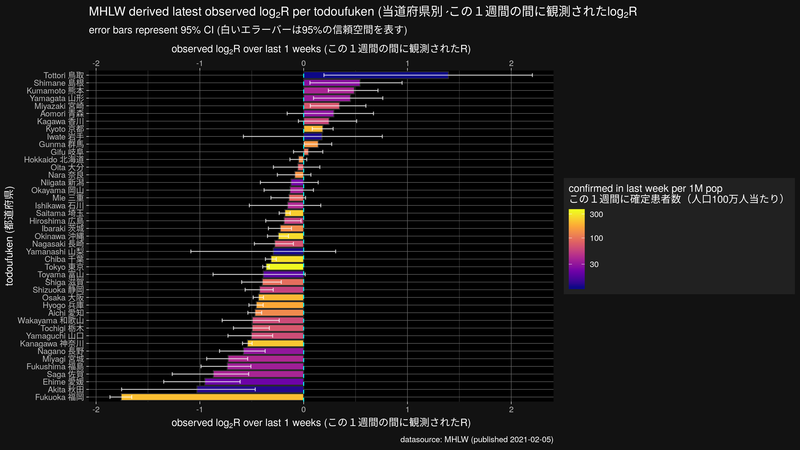 MHLW derived latest observed log₂R per todoufuken (当道府県別 この１週間の間に観測されたlog₂R
error bars represent 95% CI (白いエラーバーは95%の信頼空間を表す)
observed log₂R over last 1 weeks (この１週間の間に観測されたR)
-2 -1 0 1 2
todoufuken (都道府県)
Tottori 鳥取
Shimane 島根
Kumamoto 熊本
Yamagata 山形
Miyazaki 宮崎
Aomori 青森
Kagawa 香川
Kyoto 京都
Iwate 岩手
Gunma 群馬
Gifu 岐阜
Hokkaido 北海道
Oita 大分
Nara 奈良
Niigata 新潟
Okayama 岡山
Mie 三重
Ishikawa 石川
Saitama 埼玉
Hiroshima 広島
Ibaraki 茨城
Okinawa 沖縄
Nagasaki 長崎
Yamanashi 山梨
Chiba 千葉
Tokyo 東京
Toyama 富山
Shiga 滋賀
Shizuoka 静岡
Osaka 大阪
Hyogo 兵庫
Aichi 愛知
Wakayama 和歌山
Tochigi 栃木
Yamaguchi 山口
Kanagawa 神奈川
Nagano 長野
Miyagi 宮城
Fukushima 福島
Saga 佐賀
Ehime 愛媛
Akita 秋田
Fukuoka 福岡
-2 -1 0 1 2
observed log₂R over last 1 weeks (この１週間の間に観測されたR)
confirmed in last week per 1M pop
この１週間に確定患者数（人口100万人当たり）
300
100
30
datasource: MHLW (published 2021-02-05)